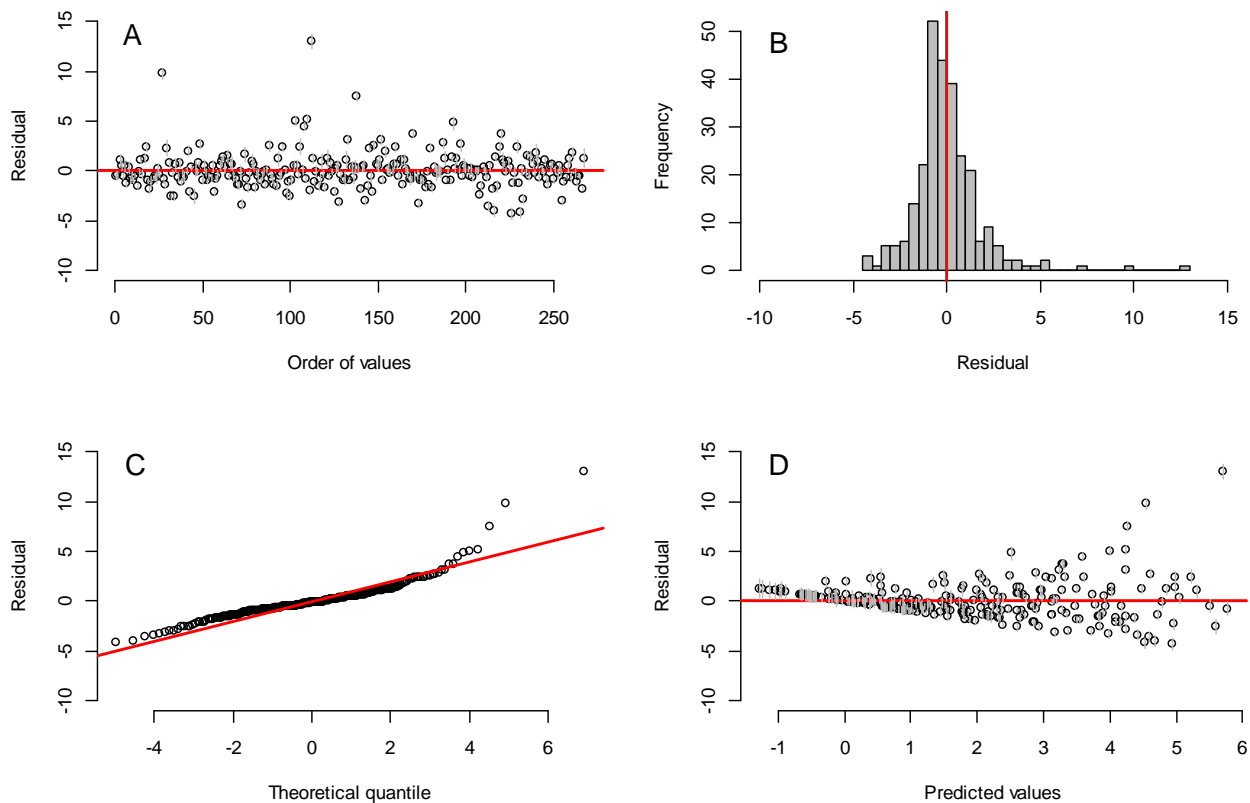 A
Residual
-10 -5 0 5 10 15
0 50 100 150 200 250
Order of values
B
Frequency
0 10 20 30 40 50
-10 -5 0 5 10 15
Residual
C
Residual
-10 -5 0 5 10 15
-4 -2 0 2 4 6
Theoretical quantile
D
Residual
-10 -5 0 5 10 15
-1 0 1 2 3 4 5 6
Predicted values